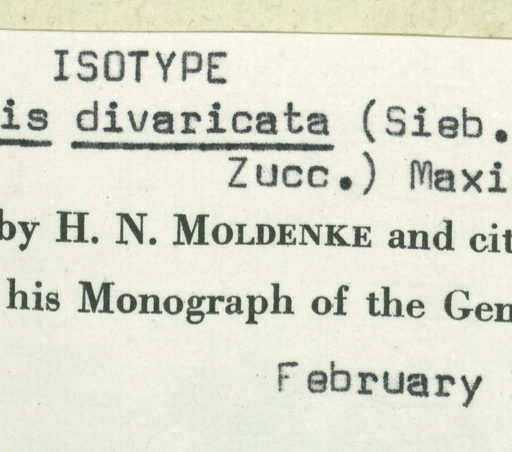 ISOTYPE
is divaricata (Sieb.
Zucc.) Maxi
by H. N. MOLDENKE and cit
his Monograph of the Gen
February